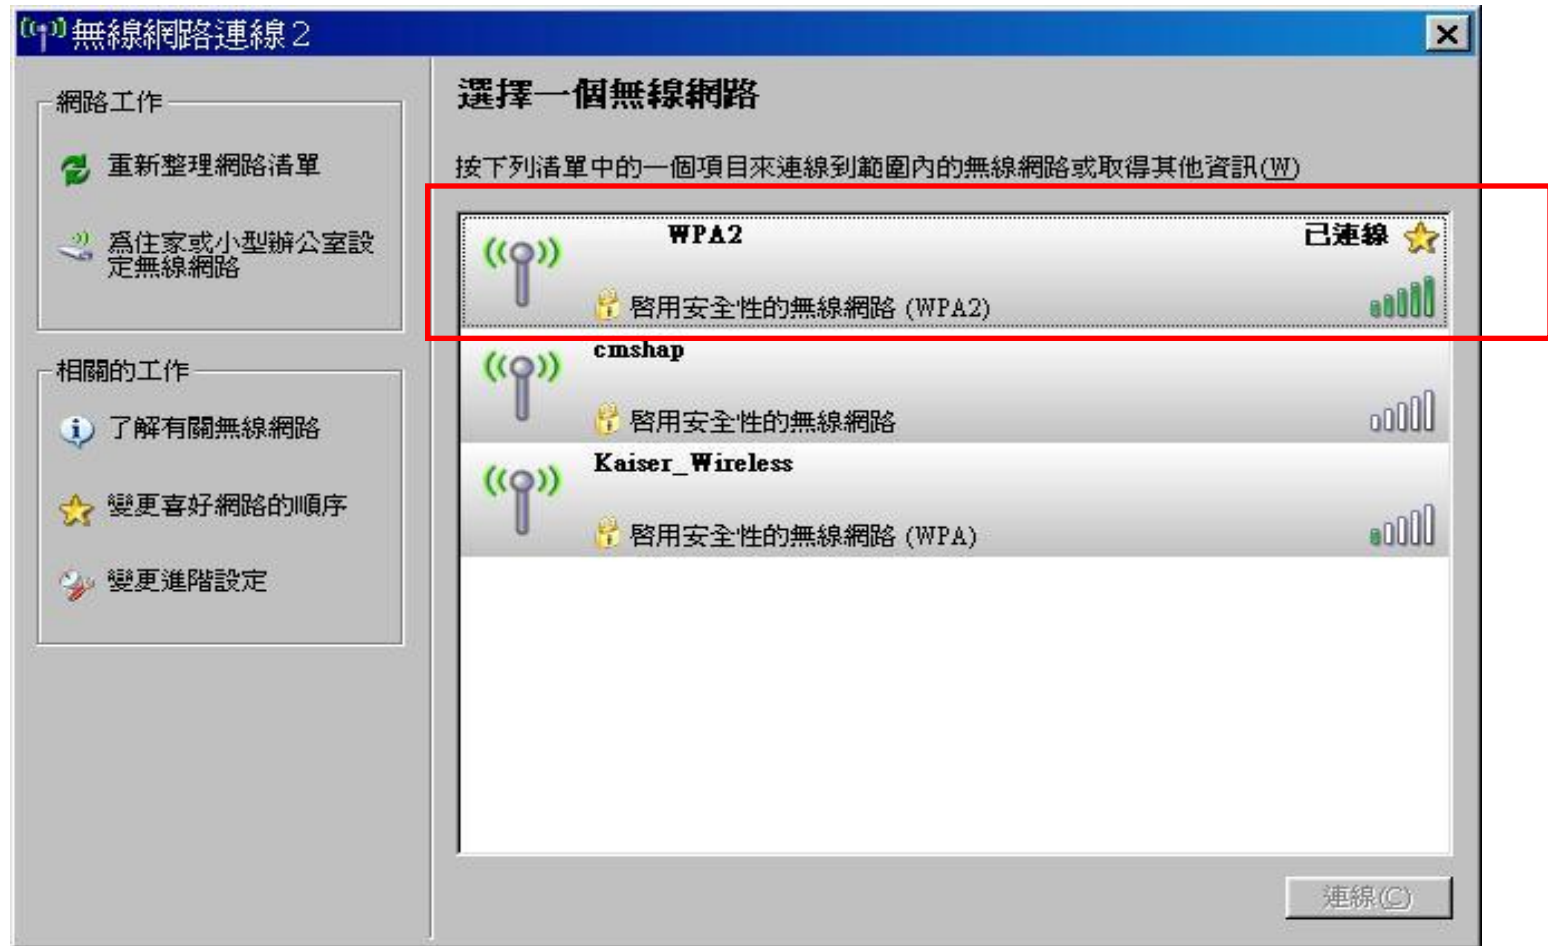 無線網路連線 2
網路工作
重新整理網路清單
為住家或小型辦公室設
定無線網路
相關的工作
了解有關無線網路
變更喜好網路的順序
變更進階設定
選擇一個無線網路
按下列清單中的一個項目來連線到範圍內的無線網路或取得其他資訊(W)
WPA2 已連線
啓用安全性的無線網路 (WPA2)
cmshap
啓用安全性的無線網路
Kaiser_Wireless
啓用安全性的無線網路 (WPA)
連線(C)